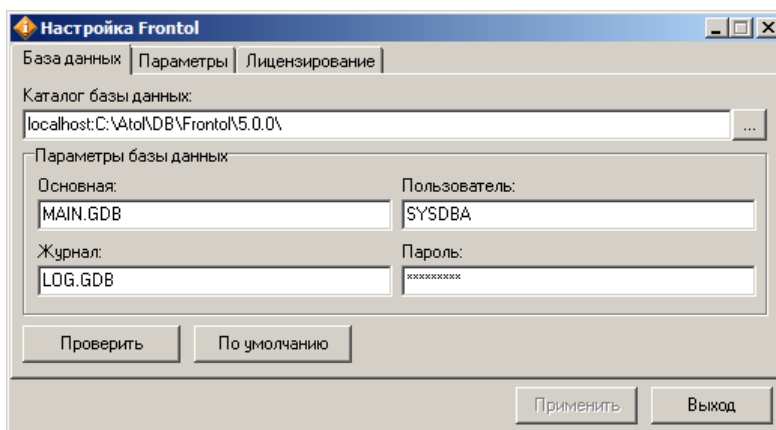 Настройка Frontol
База данных Параметры Лицензирование
Каталог базы данных:
localhost:C:\Atol\DB\Frontol\5.0.0\ ...
Параметры базы данных
Основная: Пользователь:
MAIN.GDB SYSDBA
Журнал: Пароль:
LOG.GDB *********
Проверить По умолчанию
Применить Выход